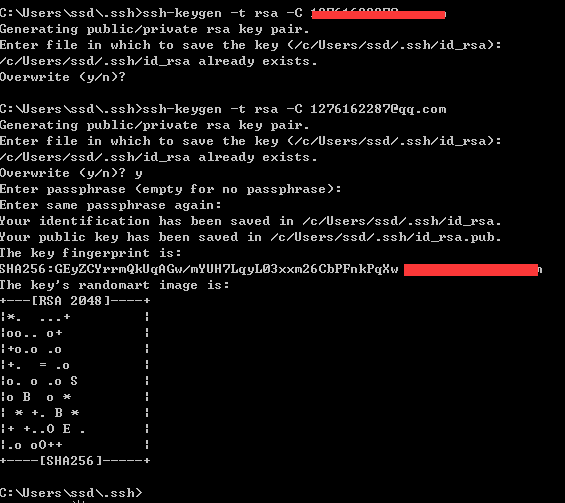 C:\Users\ssd\.ssh>ssh-keygen -t rsa -C
Generating public/private rsa key pair.
Enter file in which to save the key (/c/Users/ssd/.ssh/id_rsa):
/c/Users/ssd/.ssh/id_rsa already exists.
Overwrite (y/n)?
C:\Users\ssd\.ssh>ssh-keygen -t rsa -C 1276162287@qq.com
Generating public/private rsa key pair.
Enter file in which to save the key (/c/Users/ssd/.ssh/id_rsa):
/c/Users/ssd/.ssh/id_rsa already exists.
Overwrite (y/n)? y
Enter passphrase (empty for no passphrase):
Enter same passphrase again:
Your identification has been saved in /c/Users/ssd/.ssh/id_rsa.
Your public key has been saved in /c/Users/ssd/.ssh/id_rsa.pub.
The key fingerprint is:
SHA256:GEyZCYrrmQkUqAGw/mYUH7LqyL03xxm26CbPFnkPqXw
The key's randomart image is:
+---[RSA 2048]----+
|*.  ...+         |
|oo.. o+          |
|+o.o .o          |
|+.  = .o         |
|o. o .o S        |
|o B  o *         |
| * +. B *        |
|+ +..O E .       |
|.o oO++          |
+----[SHA256]-----+
C:\Users\ssd\.ssh>